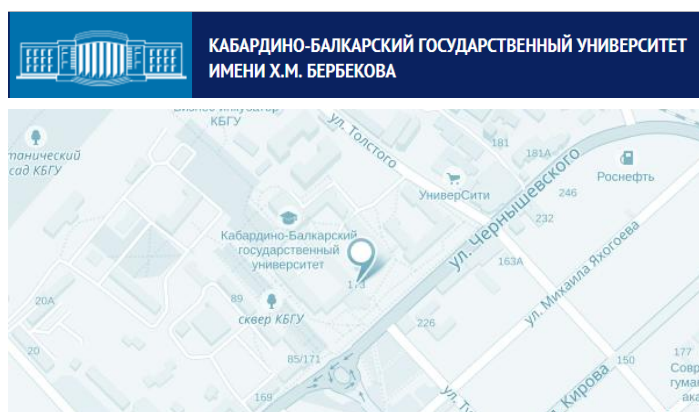 КАБАРДИНО-БАЛКАРСКИЙ ГОСУДАРСТВЕННЫЙ УНИВЕРСИТЕТ
ИМЕНИ Х.М. БЕРБЕКОВА
КБГУ
ул. Толстого
181
181А
сад КБГУ
Роснефть
УниверСити
246
232
ул. Чернышевского
Кабардино-Балкарский
государственный
университет
163А
173
ул. Михаила Яхогоева
20А
89
сквер КБГУ
226
20
85/171
150
177
169
Кирова